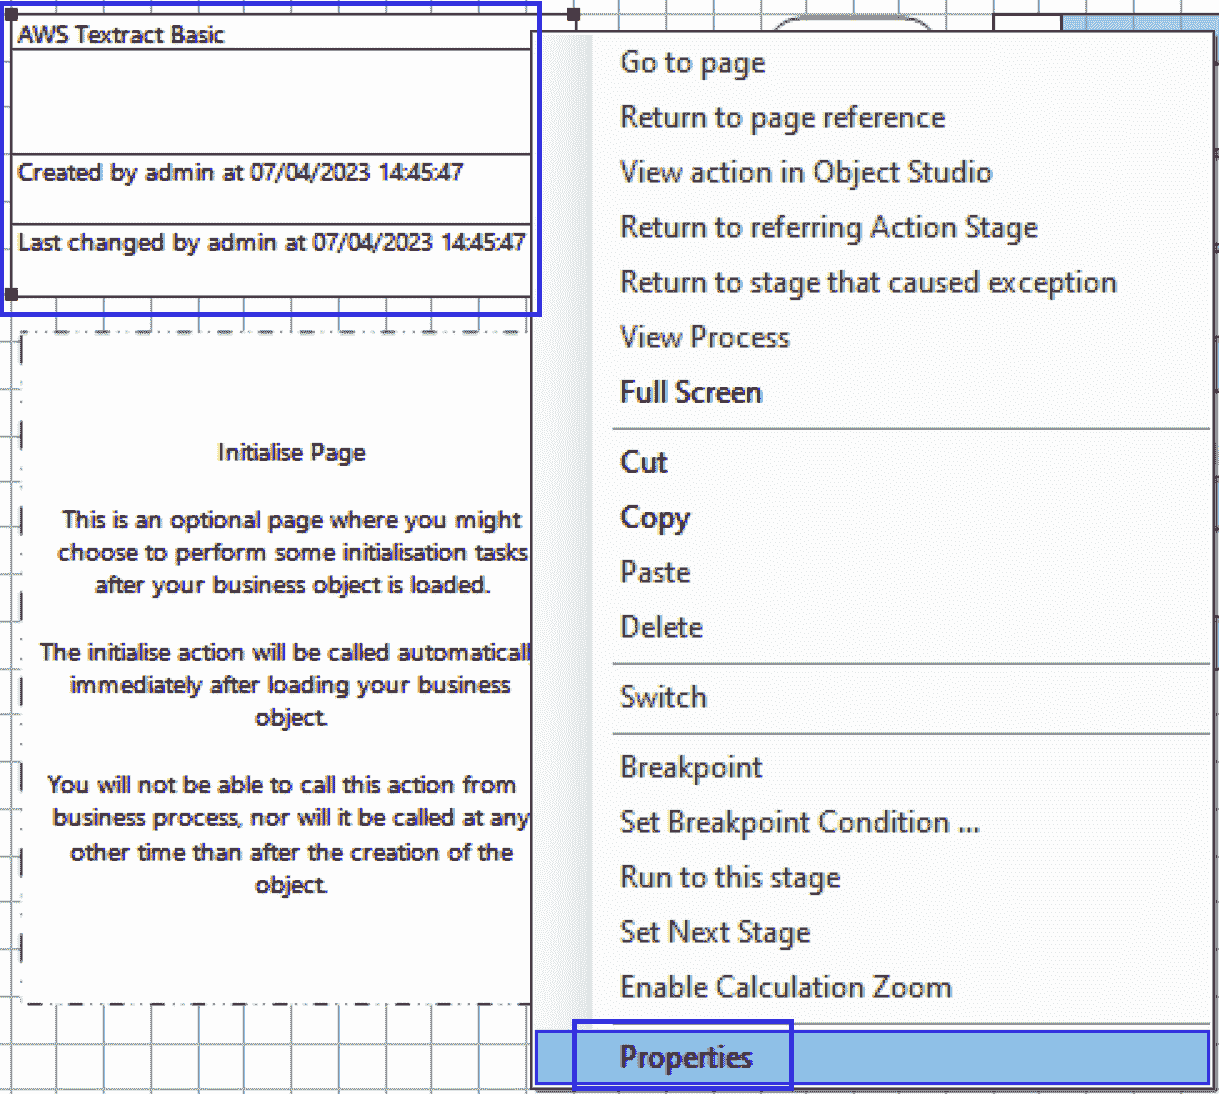 AWS Textract Basic
Created by admin at 07/04/2023 14:45:47
Last changed by admin at 07/04/2023 14:45:47
Initialise Page
This is an optional page where you might
choose to perform some initialisation tasks
after your business object is loaded.
The initialise action will be called automaticall
immediately after loading your business
object.
You will not be able to call this action from
business process, nor will it be called at any
other time than after the creation of the
object.
Go to page
Return to page reference
View action in Object Studio
Return to referring Action Stage
Return to stage that caused exception
View Process
Full Screen
Cut
Copy
Paste
Delete
Switch
Breakpoint
Set Breakpoint Condition ...
Run to this stage
Set Next Stage
Enable Calculation Zoom
Properties